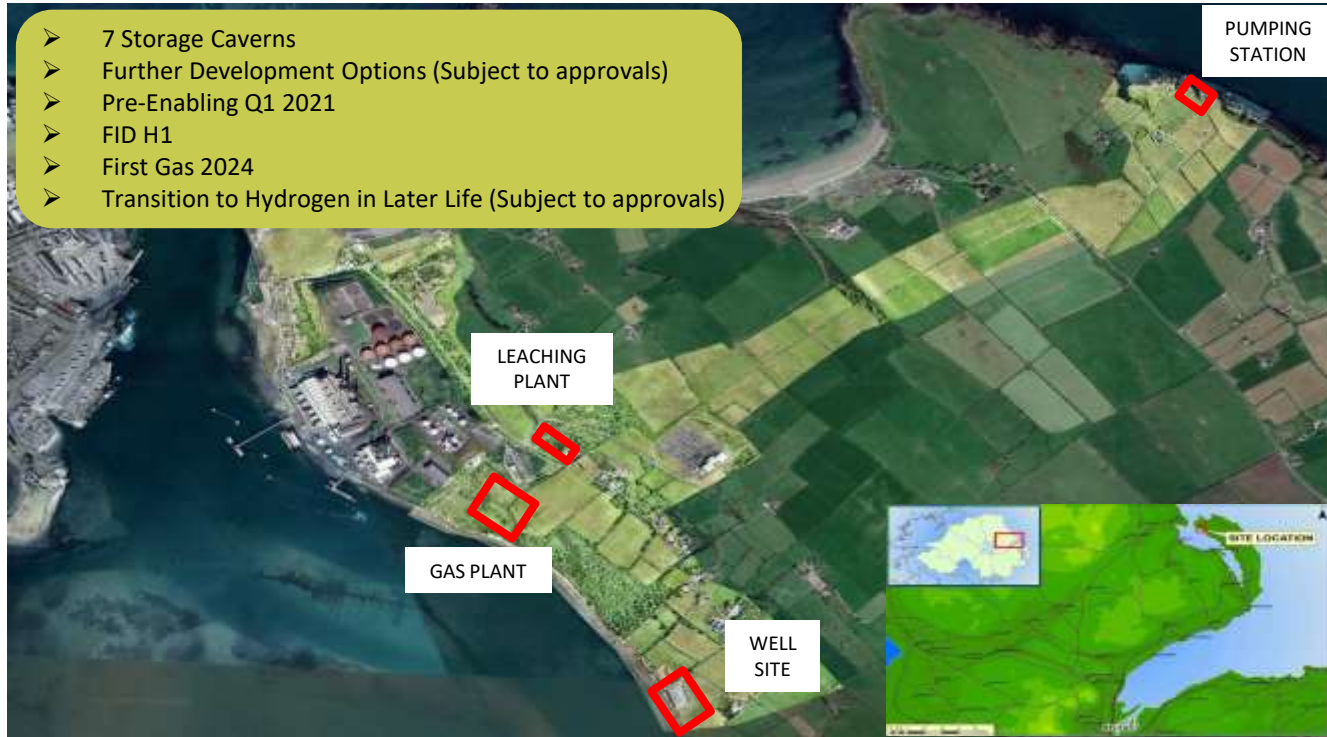 ➢ 7 Storage Caverns
➢ Further Development Options (Subject to approvals)
➢ Pre-Enabling Q1 2021
➢ FID H1
➢ First Gas 2024
➢ Transition to Hydrogen in Later Life (Subject to approvals)
PUMPING
STATION
LEACHING
PLANT
GAS PLANT
WELL
SITE
SITE LOCATION